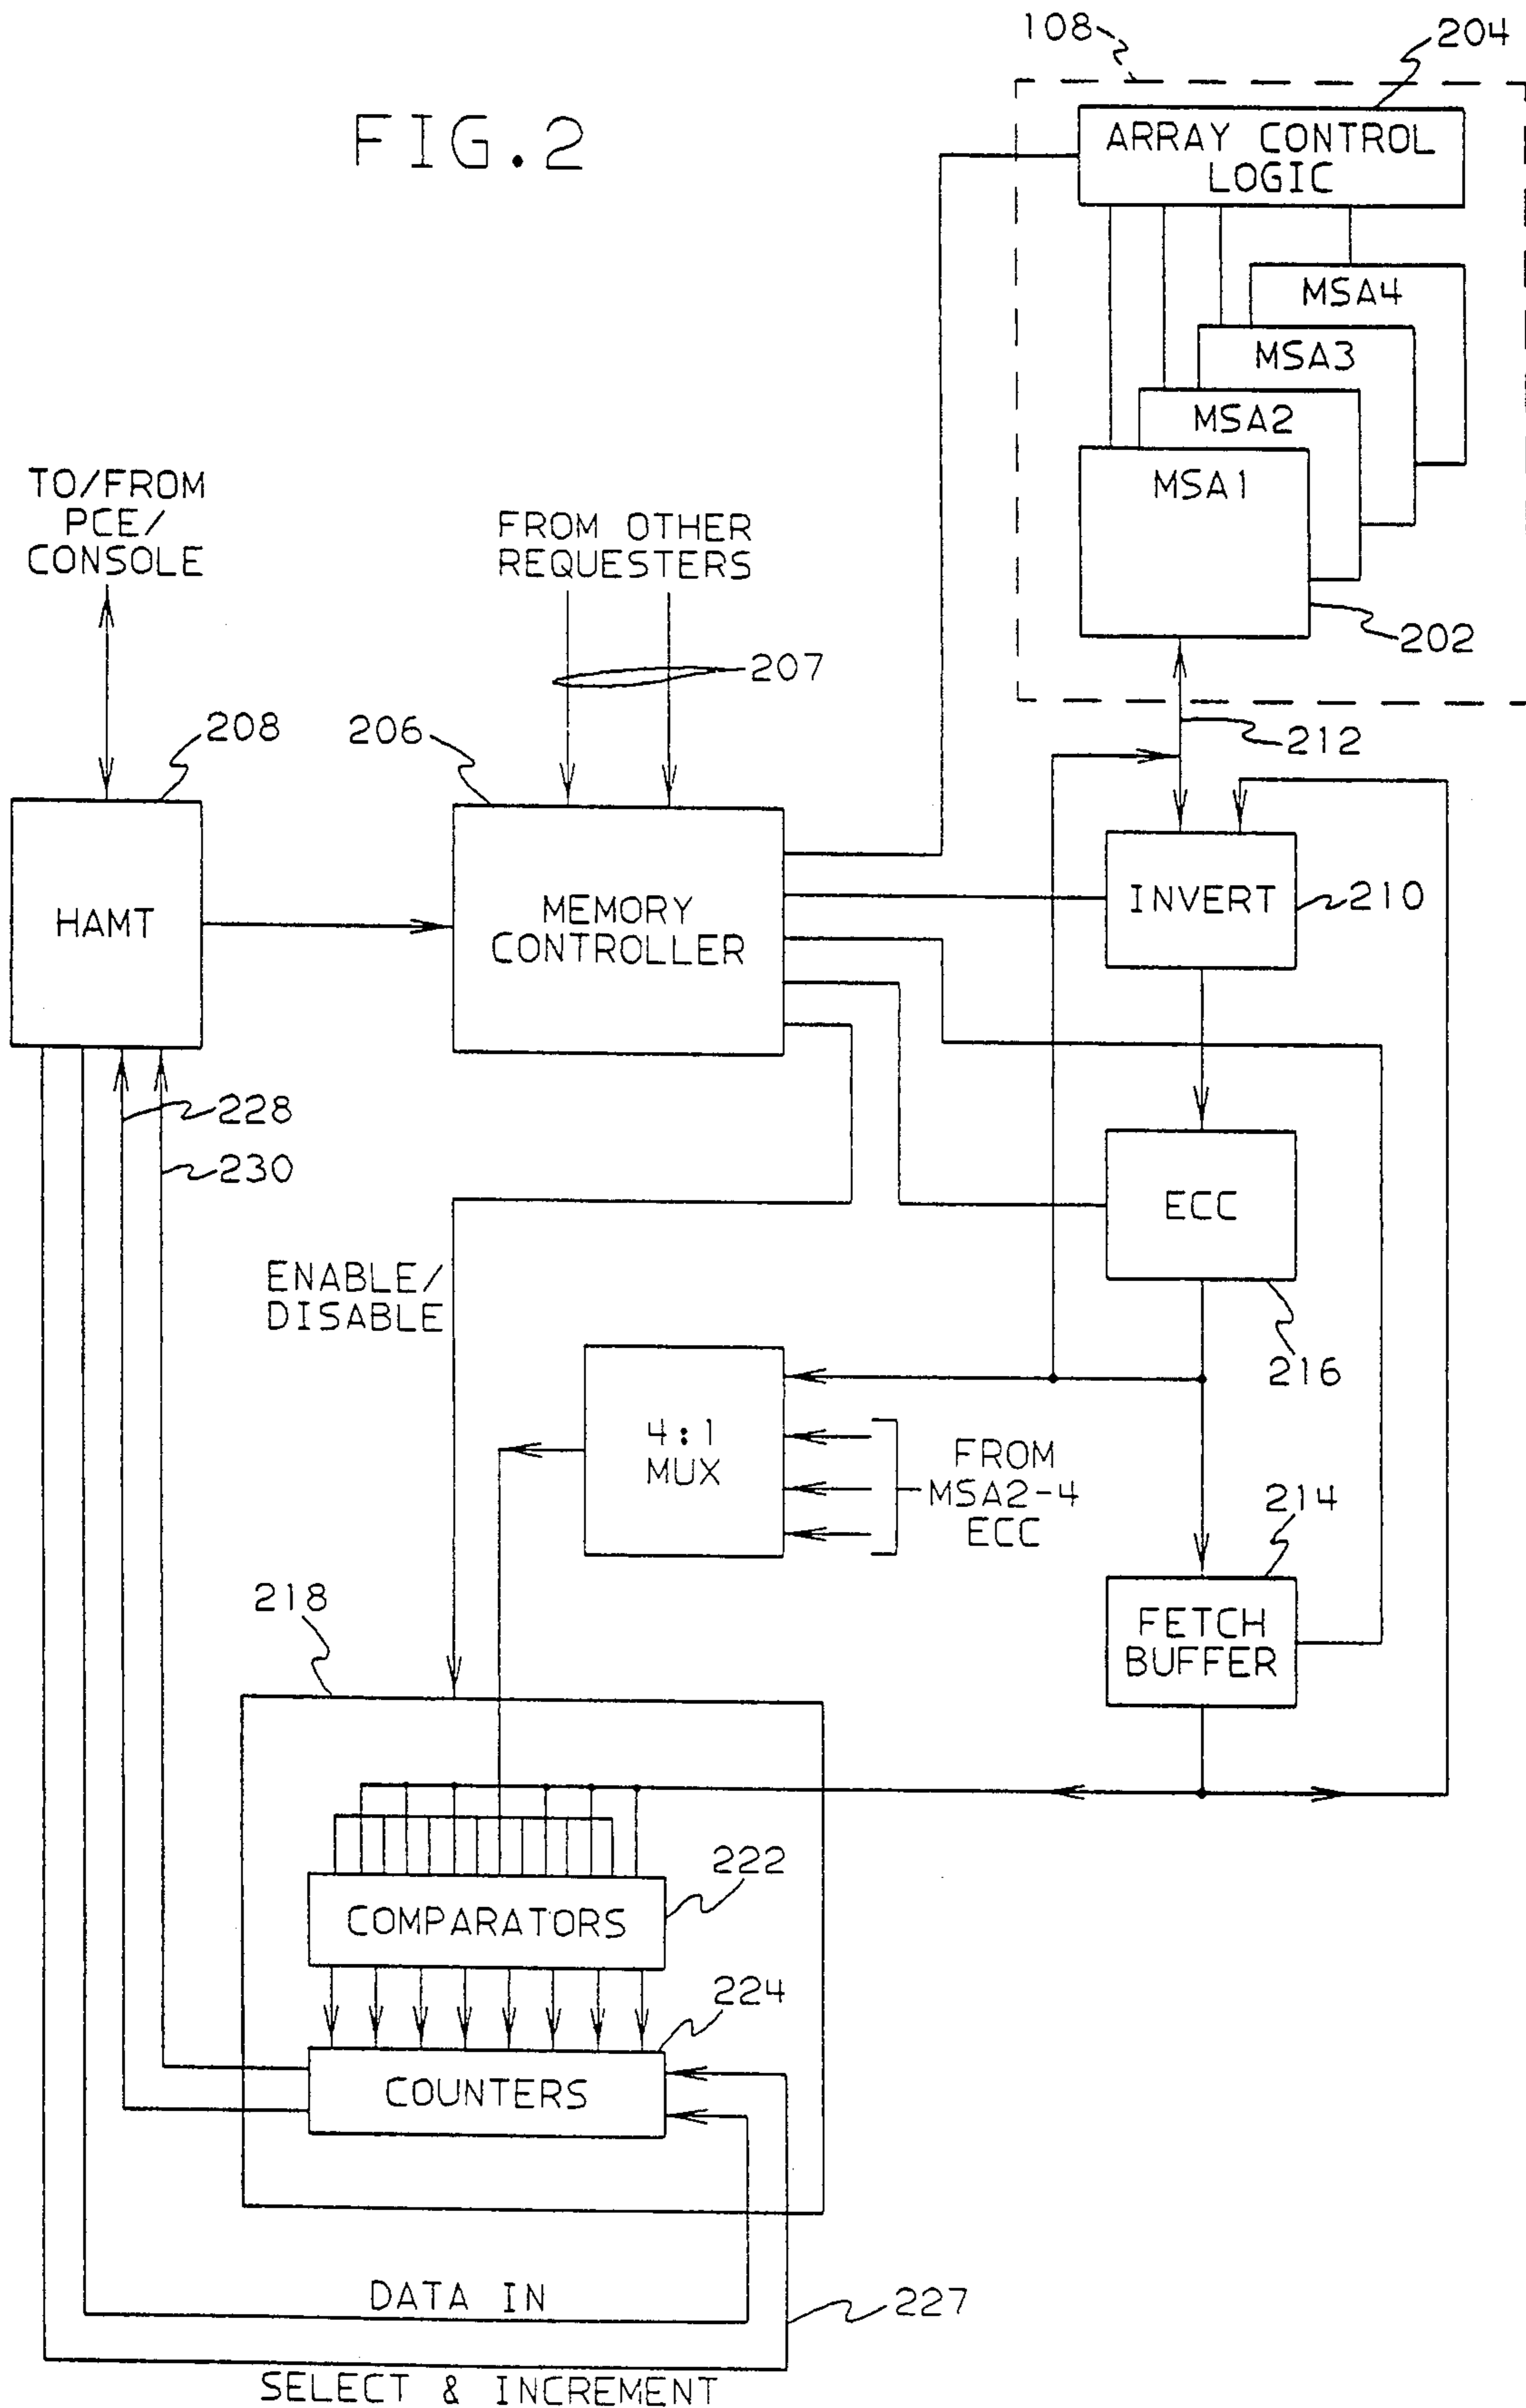 FIG.2
108
204
ARRAY CONTROL
LOGIC
MSA4
MSA3
MSA2
MSA1
202
TO/FROM
PCE/
CONSOLE
FROM OTHER
REQUESTERS
207
208
206
212
HAMT
MEMORY
CONTROLLER
INVERT
210
228
230
ECC
216
ENABLE/
DISABLE
4:1
MUX
FROM
MSA2-4
ECC
214
FETCH
BUFFER
218
222
COMPARATORS
224
COUNTERS
DATA IN
227
SELECT & INCREMENT